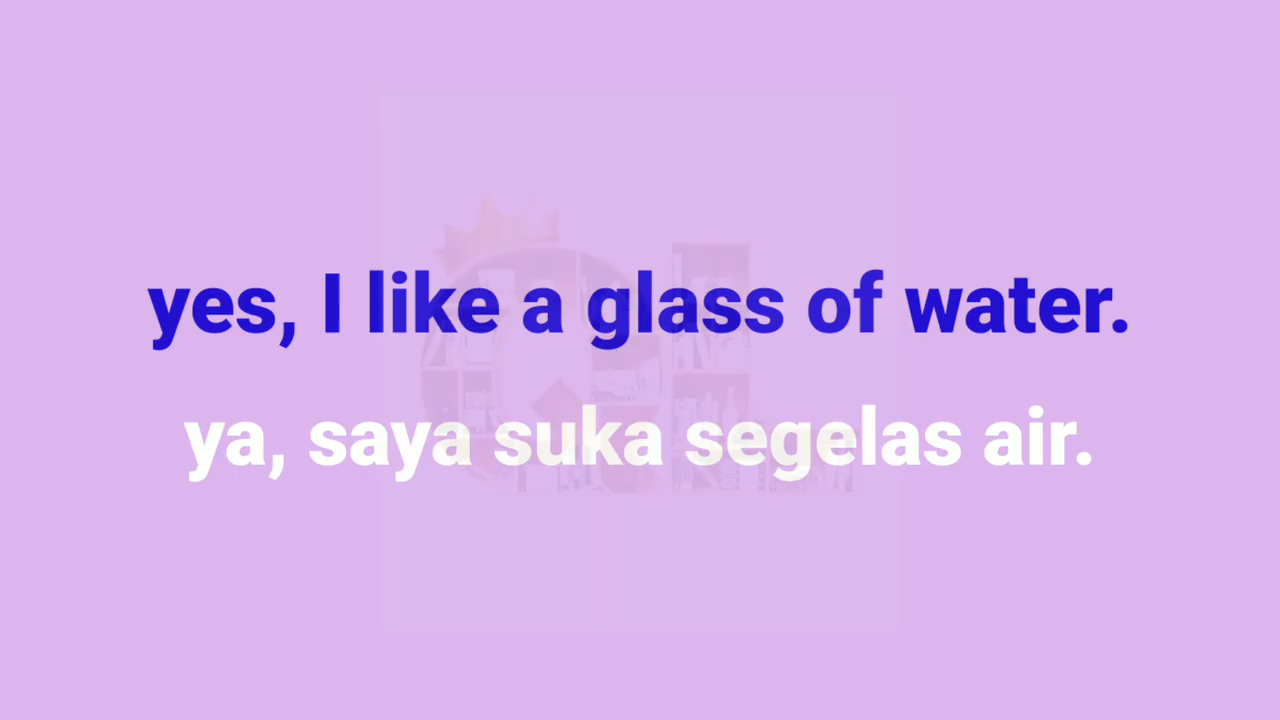 yes, I like a glass of water.
ya, saya suka segelas air.